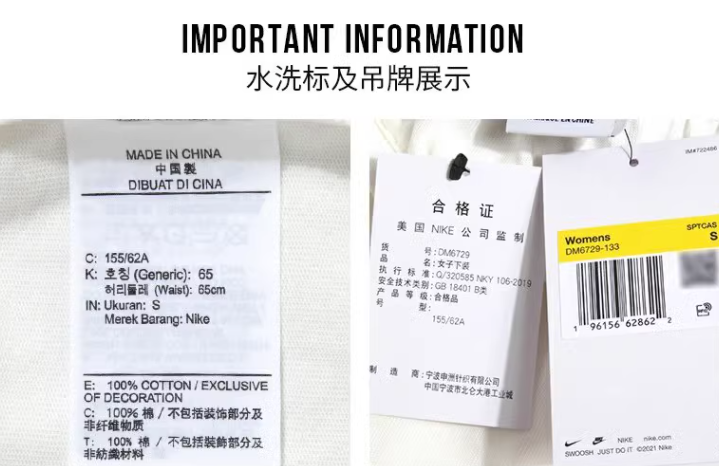 IMPORTANT INFORMATION
水洗标及吊牌展示
MADE IN CHINA
中国製
DIBUAT DI CINA
C: 155/62A
K: 호칭 (Generic): 65
허리둘레 (Waist): 65cm
IN: Ukuran: S
Merek Barang: Nike
E: 100% COTTON / EXCLUSIVE
OF DECORATION
C: 100% 棉 / 不包括装饰部分及
非纤维物质
T: 100% 棉 / 不包括裝飾部分及
非紡織材料
合格证
美国 NIKE 公司监制
货号: DM6729
品名: 女子下装
执行标准: Q/320585 NKY 106-2019
安全技术类别: GB 18401 B类
产品等级: 合格品
号型:
155/62A
制造商: 宁波申洲针织有限公司
中国宁波市北仑大港工业城
IM#722466
Womens
DM6729-133
SPTCAS
S
1 96156 62862 2
NIKE nike.com
SWOOSH JUST DO IT ©2021 Nike